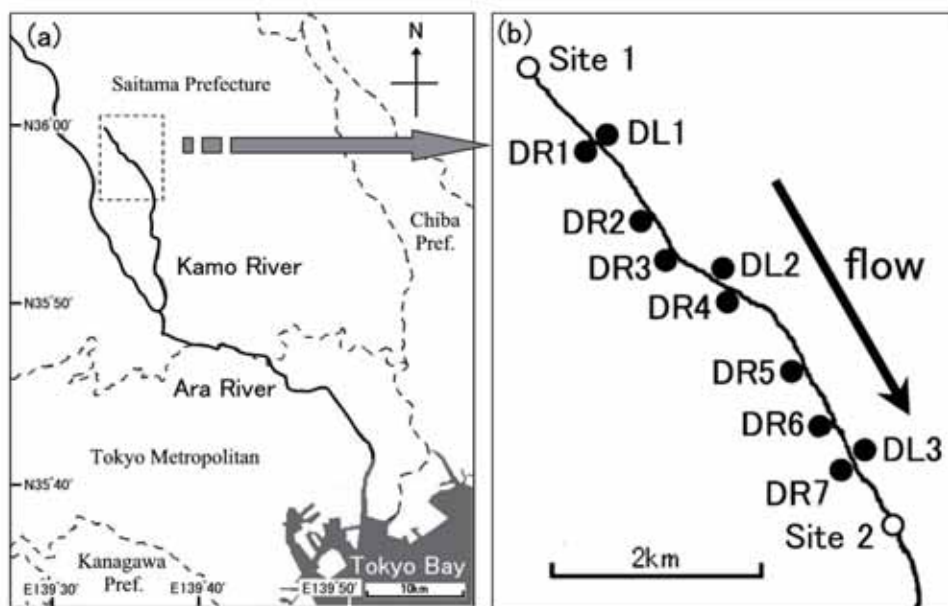 (a)
N
Saitama Prefecture
N36°00′
Chiba
Pref.
Kamo River
N35°50′
Ara River
Tokyo Metropolitan
N35°40′
Kanagawa
Pref.
Tokyo Bay
E139°30′
E139°40′
E139°50′
10km
(b)
Site 1
DL1
DR1
DR2
DR3
DL2
DR4
flow
DR5
DR6
DL3
DR7
Site 2
2km